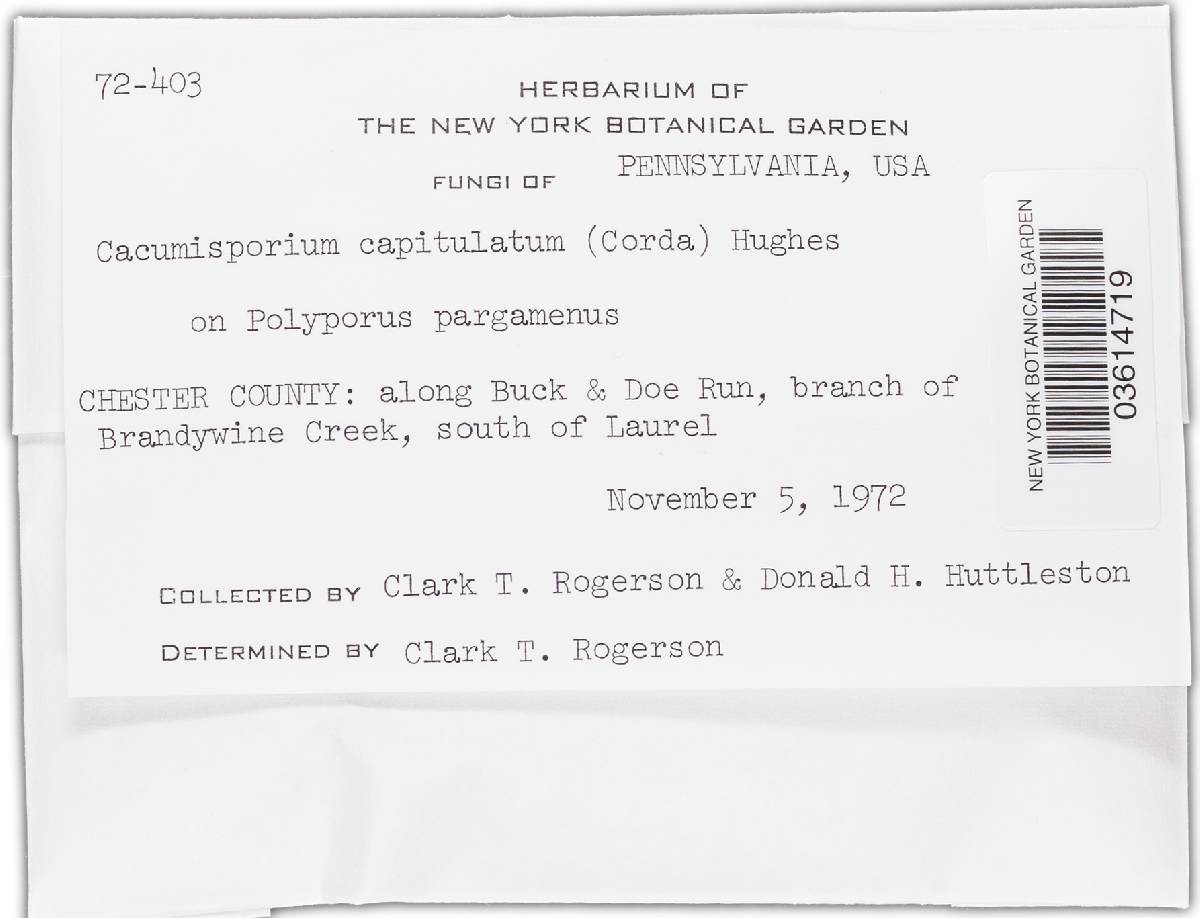 72-403
HERBARIUM OF
THE NEW YORK BOTANICAL GARDEN
FUNGI OF PENNSYLVANIA, USA
Cacumisporium capitulatum (Corda) Hughes
on Polyporus pargamenus
CHESTER COUNTY: along Buck & Doe Run, branch of
Brandywine Creek, south of Laurel
November 5, 1972
COLLECTED BY Clark T. Rogerson & Donald H. Huttleston
DETERMINED BY Clark T. Rogerson
NEW YORK BOTANICAL GARDEN
03614719